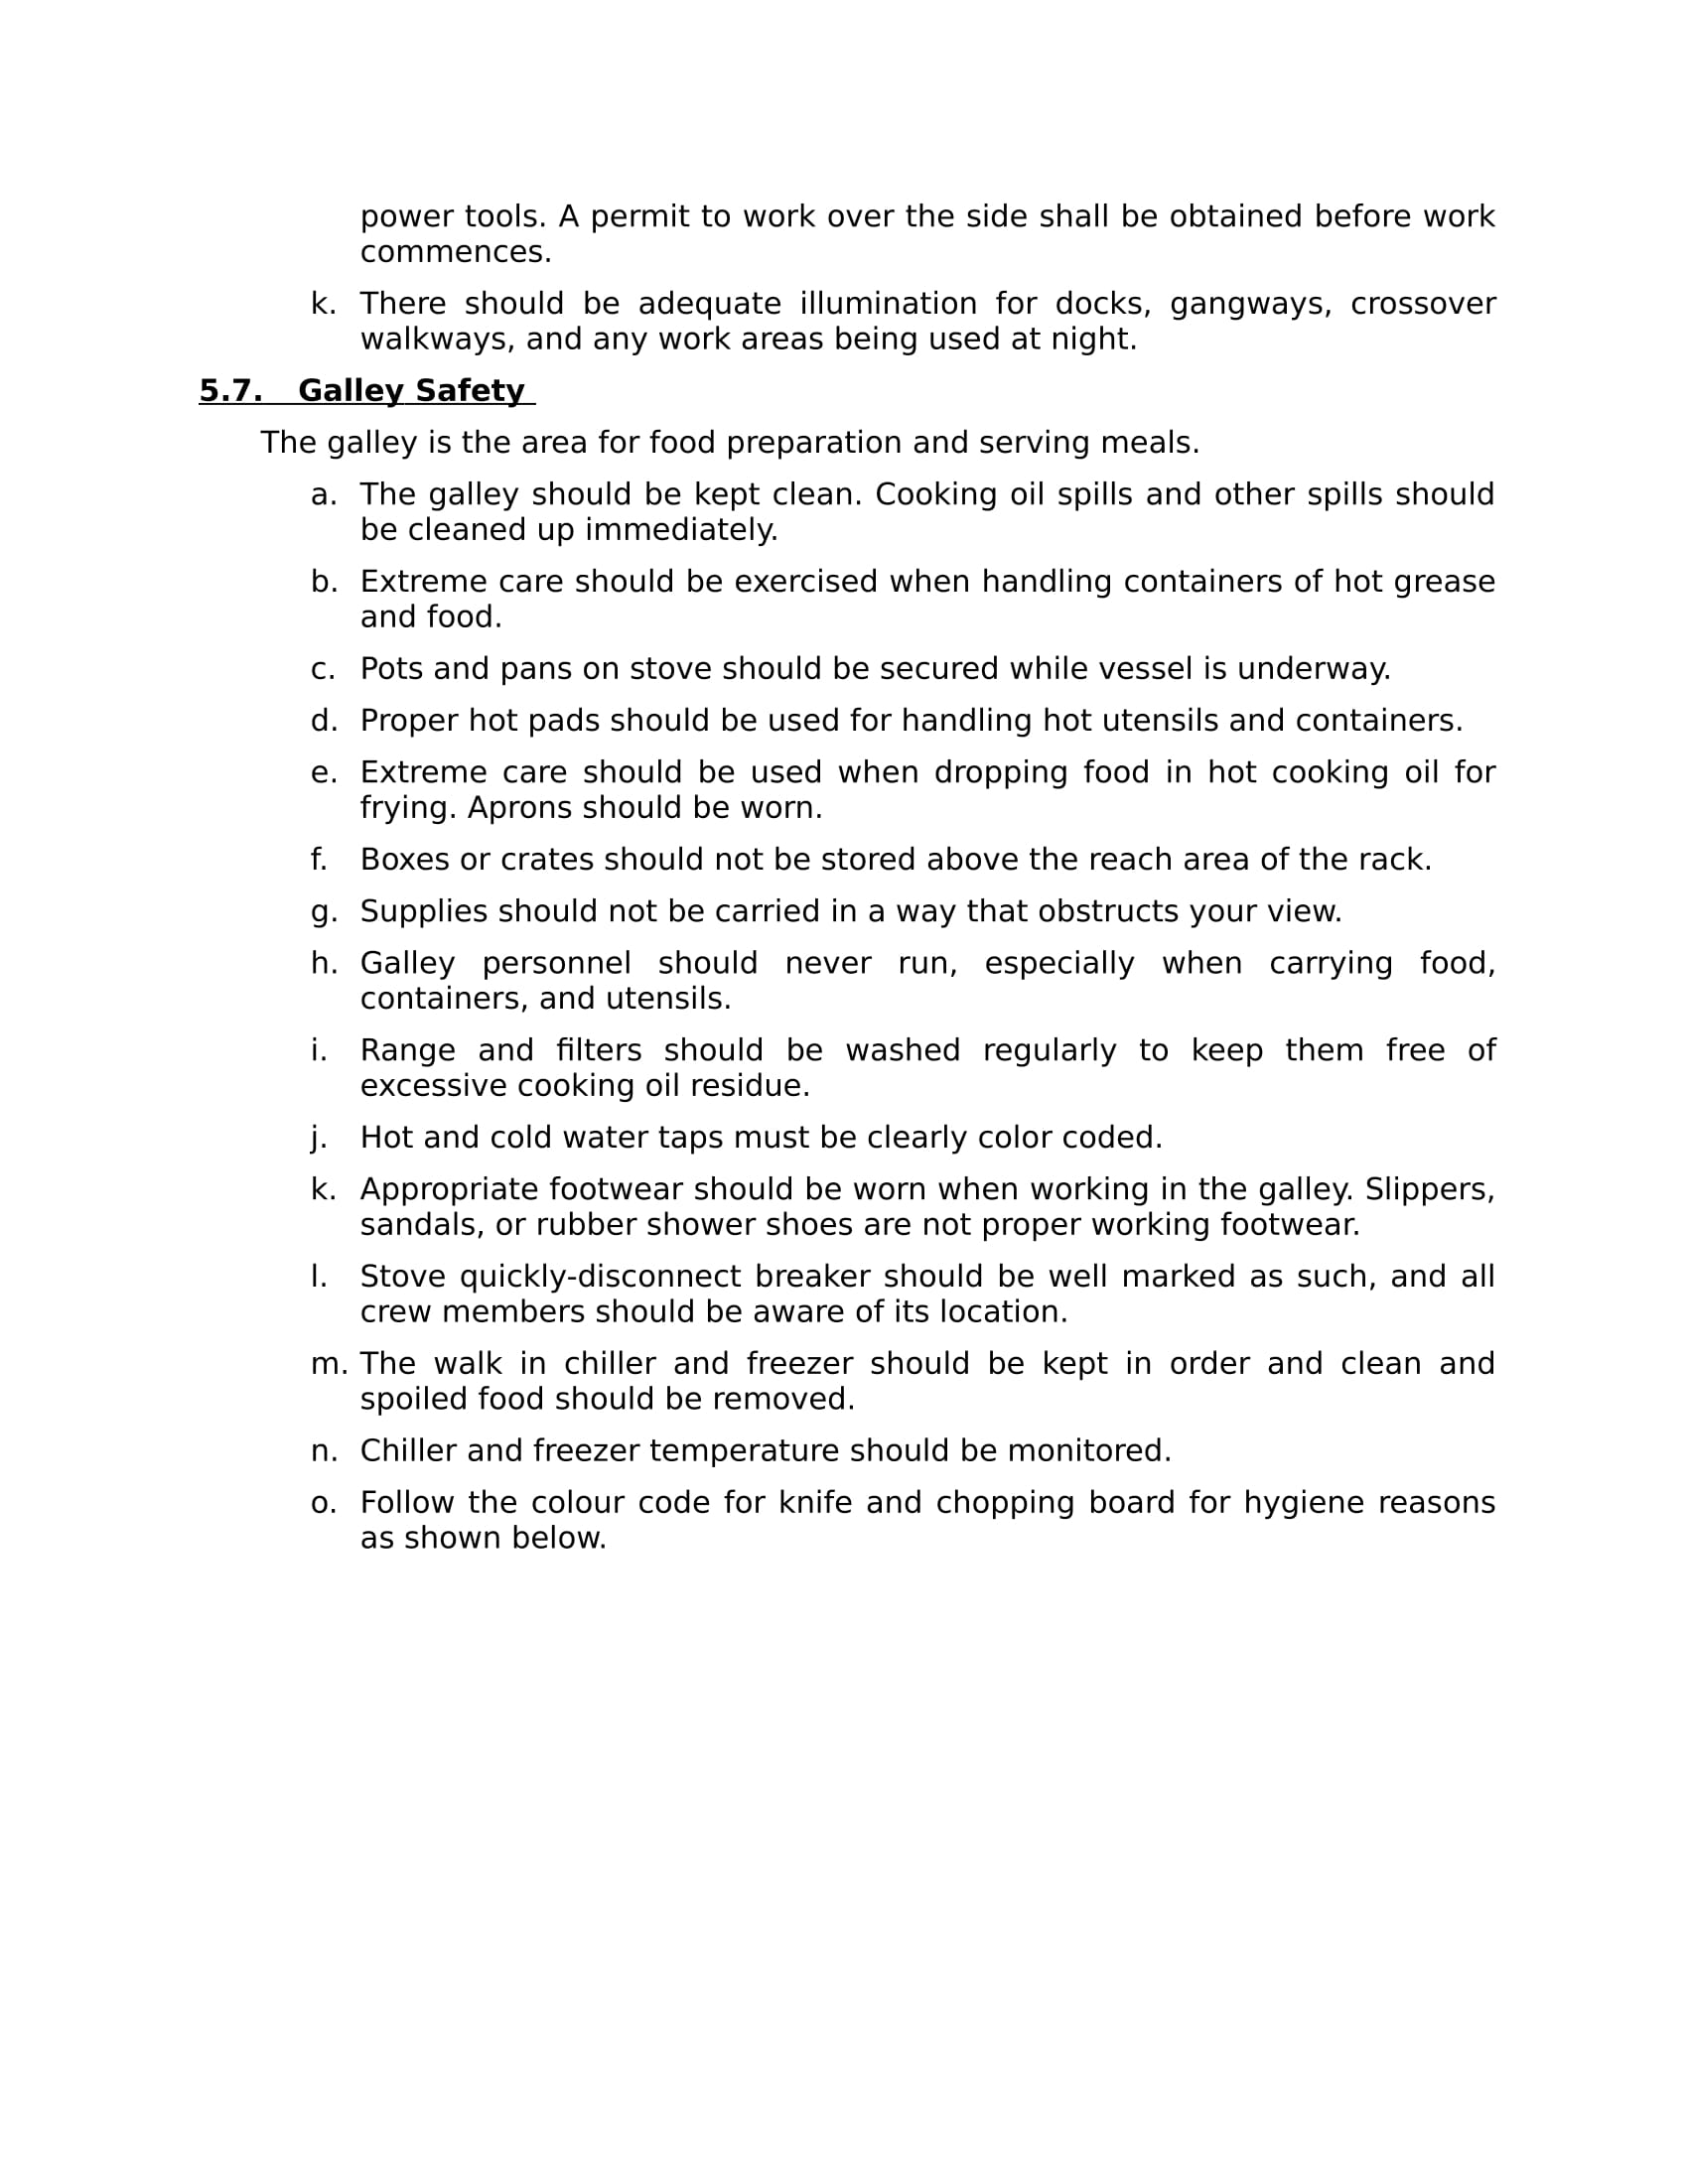 power tools. A permit to work over the side shall be obtained before work
commences.
k. There should be adequate illumination for docks, gangways, crossover
walkways, and any work areas being used at night.
5.7. Galley Safety
The galley is the area for food preparation and serving meals.
a. The galley should be kept clean. Cooking oil spills and other spills should
be cleaned up immediately.
b. Extreme care should be exercised when handling containers of hot grease
and food.
c. Pots and pans on stove should be secured while vessel is underway.
d. Proper hot pads should be used for handling hot utensils and containers.
e. Extreme care should be used when dropping food in hot cooking oil for
frying. Aprons should be worn.
f. Boxes or crates should not be stored above the reach area of the rack.
g. Supplies should not be carried in a way that obstructs your view.
h. Galley personnel should never run, especially when carrying food,
containers, and utensils.
i. Range and filters should be washed regularly to keep them free of
excessive cooking oil residue.
j. Hot and cold water taps must be clearly color coded.
k. Appropriate footwear should be worn when working in the galley. Slippers,
sandals, or rubber shower shoes are not proper working footwear.
l. Stove quickly-disconnect breaker should be well marked as such, and all
crew members should be aware of its location.
m. The walk in chiller and freezer should be kept in order and clean and
spoiled food should be removed.
n. Chiller and freezer temperature should be monitored.
o. Follow the colour code for knife and chopping board for hygiene reasons
as shown below.